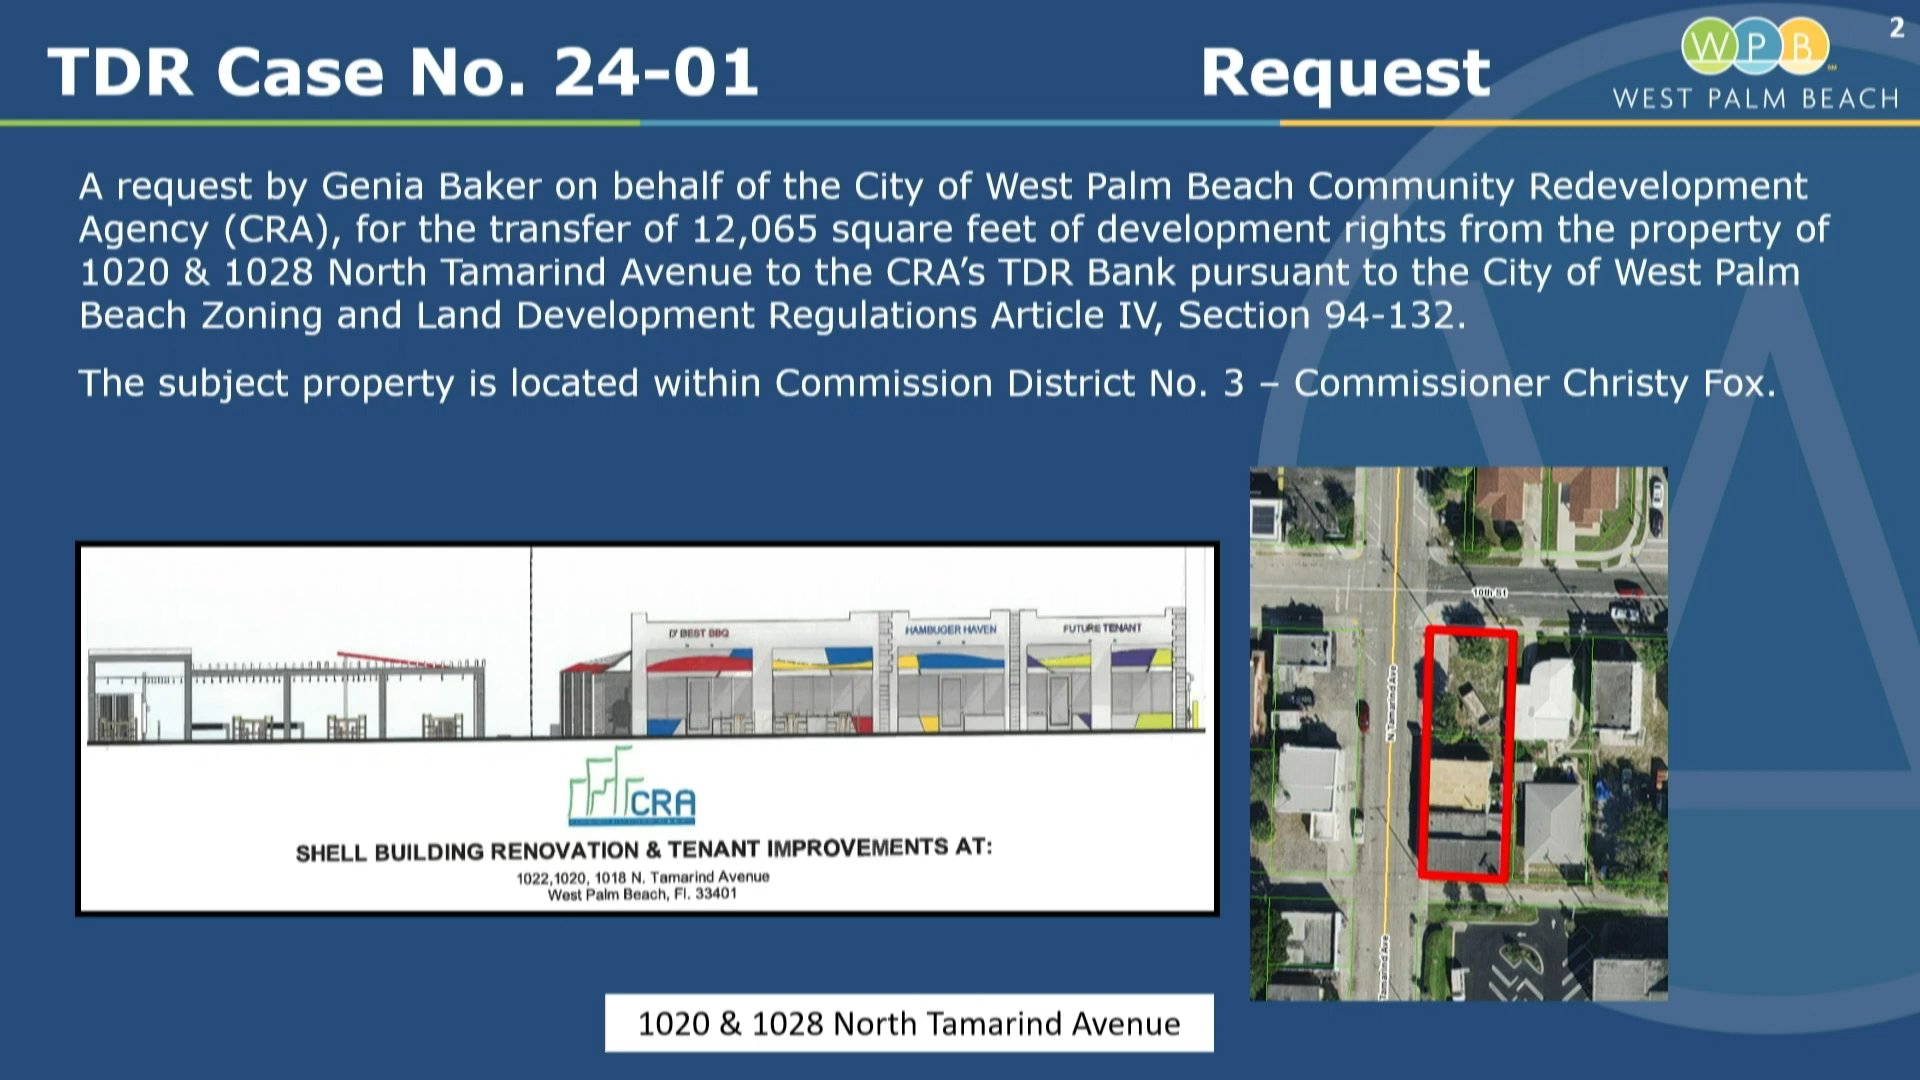 2
TDR Case No. 24-01
Request
WPB
WEST PALM BEACH
A request by Genia Baker on behalf of the City of West Palm Beach Community Redevelopment
Agency (CRA), for the transfer of 12,065 square feet of development rights from the property of
1020 & 1028 North Tamarind Avenue to the CRA’s TDR Bank pursuant to the City of West Palm
Beach Zoning and Land Development Regulations Article IV, Section 94-132.
The subject property is located within Commission District No. 3 – Commissioner Christy Fox.
D' BEST BBQ
HAMBUGER HAVEN
FUTURE TENANT
CRA
SHELL BUILDING RENOVATION & TENANT IMPROVEMENTS AT:
1022,1020, 1018 N. Tamarind Avenue
West Palm Beach, Fl. 33401
10th St
N Tamarind Ave
Tamarind Ave
1020 & 1028 North Tamarind Avenue